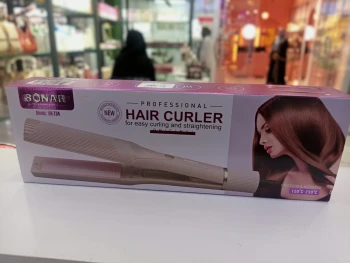 SONAR
NEW
PROFESSIONAL
HAIR CURLER
for easy curling and straightening